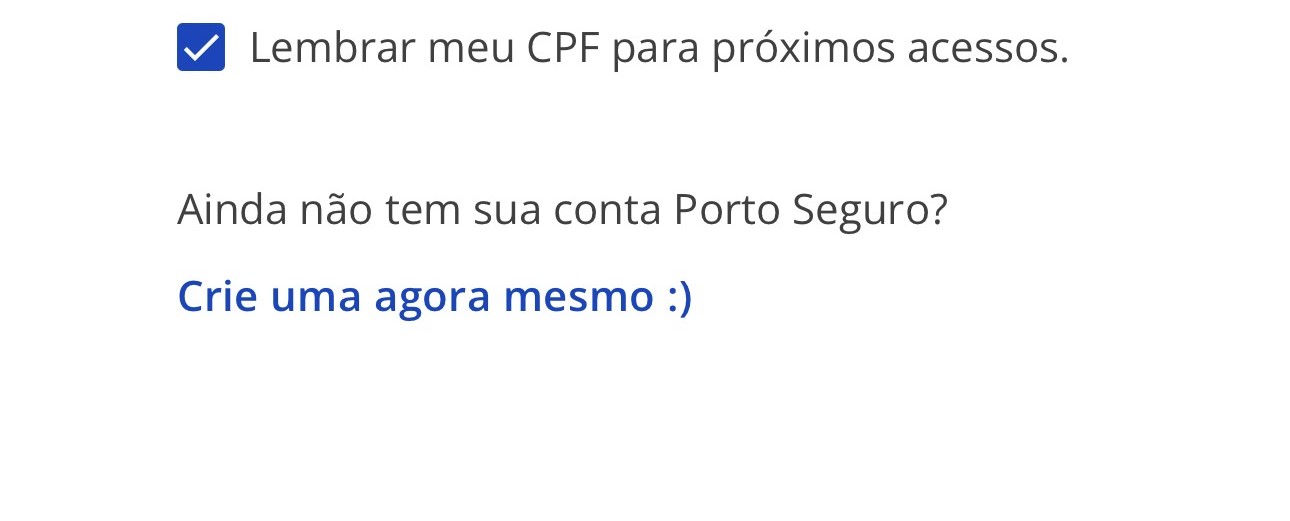 Lembrar meu CPF para próximos acessos.
Ainda não tem sua conta Porto Seguro?
Crie uma agora mesmo :)